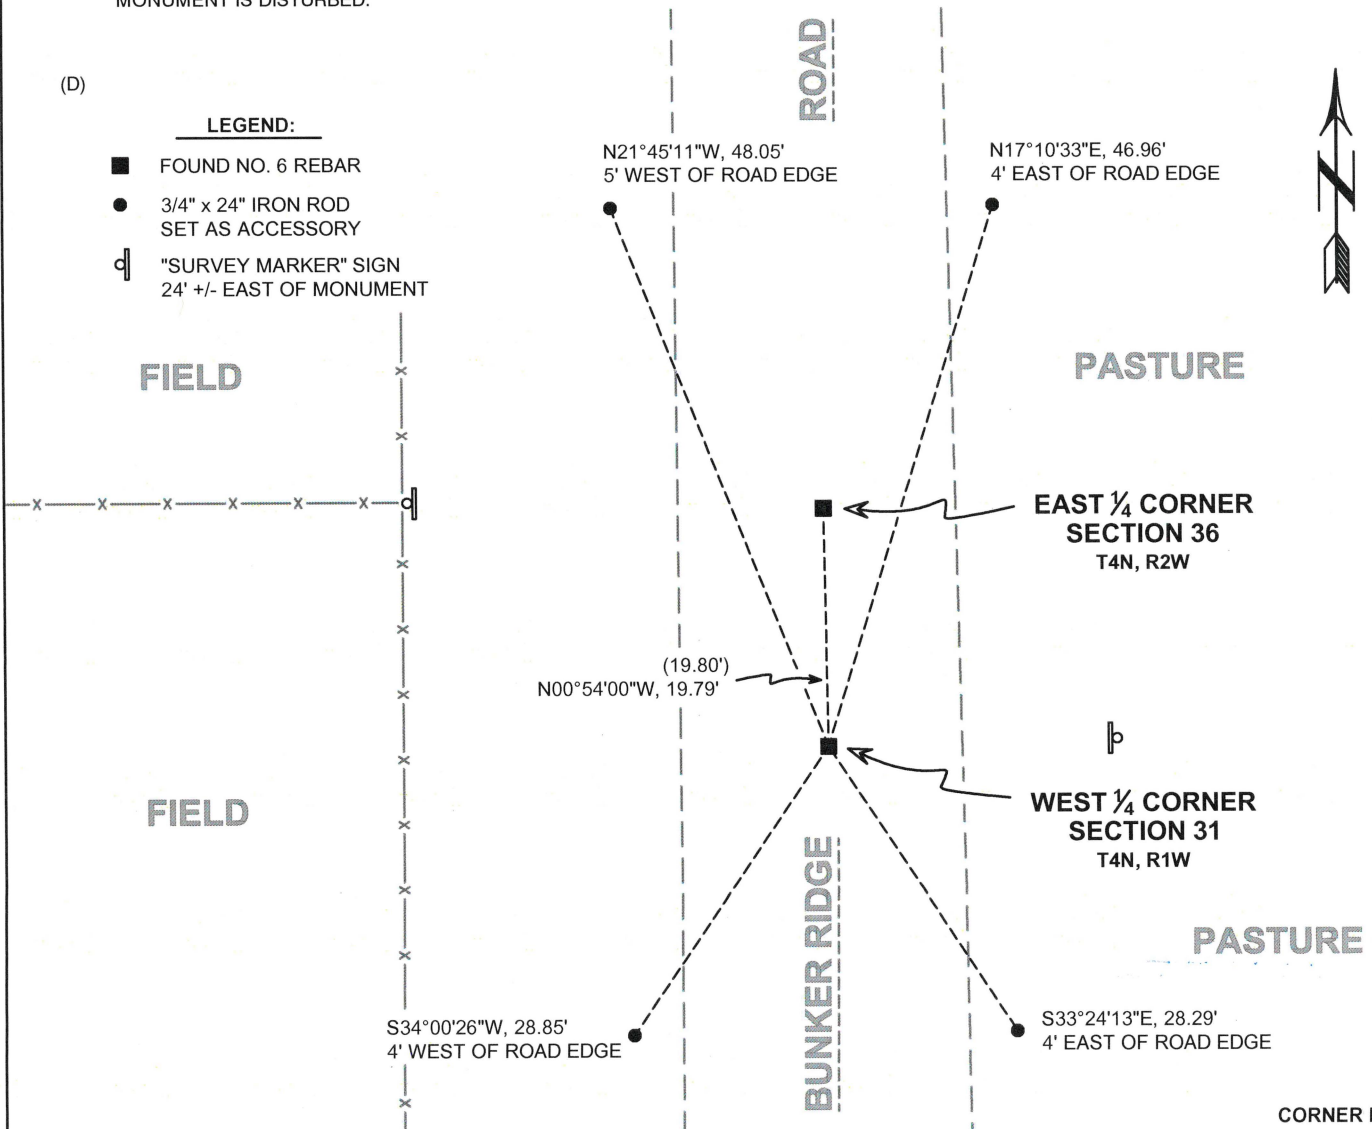 MONUMENT IS DISTURBED.
(D)
LEGEND:
FOUND NO. 6 REBAR
3/4" x 24" IRON ROD
SET AS ACCESSORY
"SURVEY MARKER" SIGN
24' +/- EAST OF MONUMENT
ROAD
N21°45'11"W, 48.05'
5' WEST OF ROAD EDGE
N17°10'33"E, 46.96'
4' EAST OF ROAD EDGE
N
FIELD
PASTURE
EAST 1/4 CORNER
SECTION 36
T4N, R2W
(19.80')
N00°54'00"W, 19.79'
WEST 1/4 CORNER
SECTION 31
T4N, R1W
FIELD
BUNKER RIDGE
PASTURE
S34°00'26"W, 28.85'
4' WEST OF ROAD EDGE
S33°24'13"E, 28.29'
4' EAST OF ROAD EDGE
CORNER